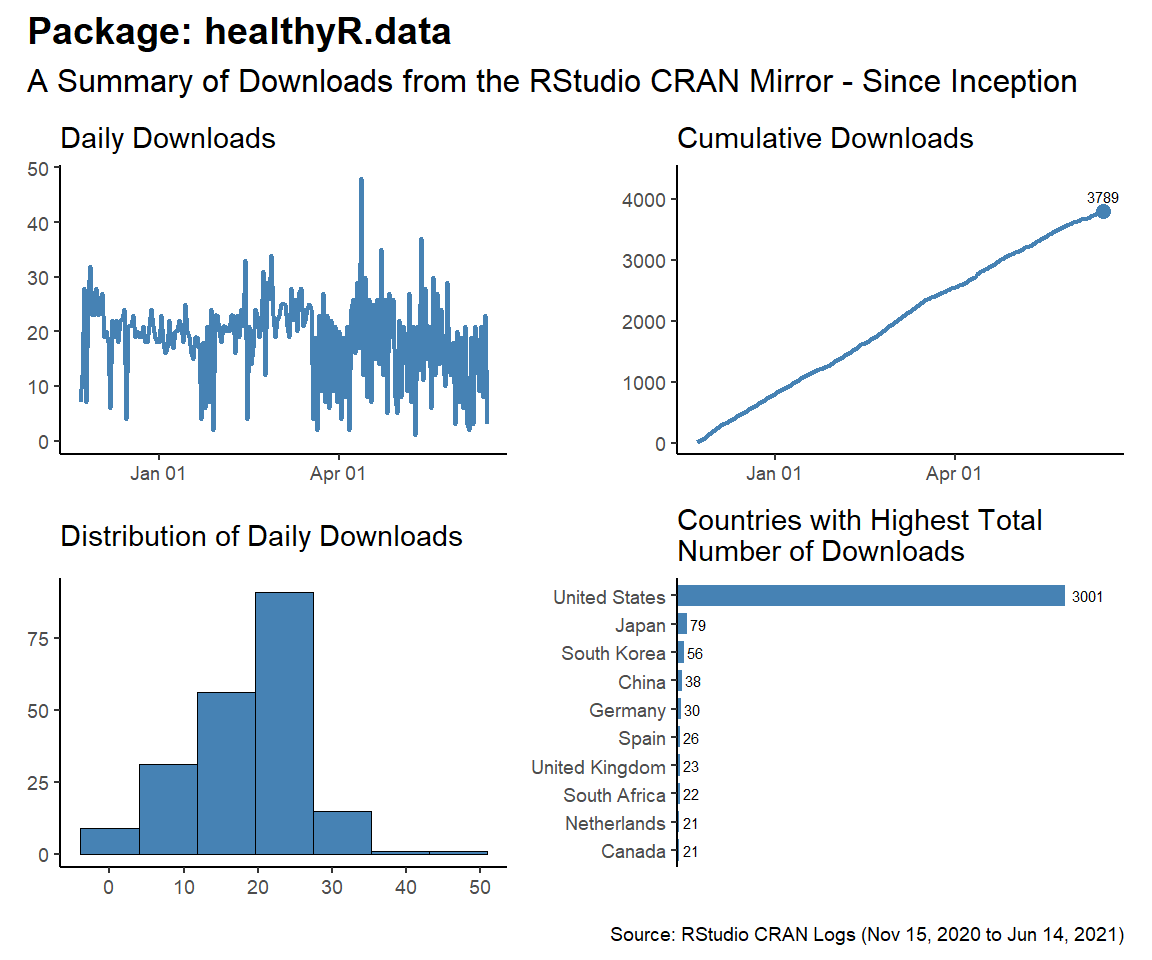 Package: healthyR.data
A Summary of Downloads from the RStudio CRAN Mirror - Since Inception
Daily Downloads
50
40
30
20
10
0
Jan 01
Apr 01
Cumulative Downloads
4000
3000
2000
1000
0
3789
Jan 01
Apr 01
Distribution of Daily Downloads
75
50
25
0
0
10
20
30
40
50
Countries with Highest Total
Number of Downloads
United States 3001
Japan 79
South Korea 56
China 38
Germany 30
Spain 26
United Kingdom 23
South Africa 22
Netherlands 21
Canada 21
Source: RStudio CRAN Logs (Nov 15, 2020 to Jun 14, 2021)